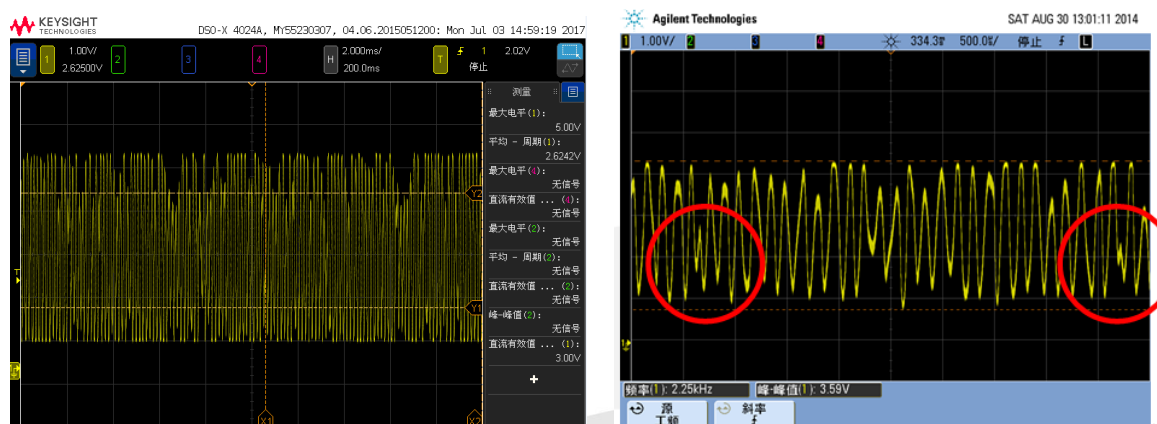 KEYSIGHT
TECHNOLOGIES
DSO-X 4024A, MY55230307, 04.06.2015051200: Mon Jul 03 14:59:19 2017
1 1.00V/ 2.62500V 2 3 4 H 2.000ms/ 200.0ms T 1 2.02V 停止
测量
最大电平(1):
5.00V
平均 - 周期(1):
2.6242V
最大电平(4):
无信号
直流有效值 ... (4):
无信号
最大电平(2):
无信号
平均 - 周期(2):
无信号
直流有效值 ... (2):
无信号
峰-峰值(2):
无信号
直流有效值 ... (1):
3.00V
+
Y2
Y1
T
X1 X2
Agilent Technologies
SAT AUG 30 13:01:11 2014
1 1.00V/ 2 3 4 500.0%/ 停止 L
频率(1): 2.25kHz 峰-峰值(1): 3.59V
源 斜率